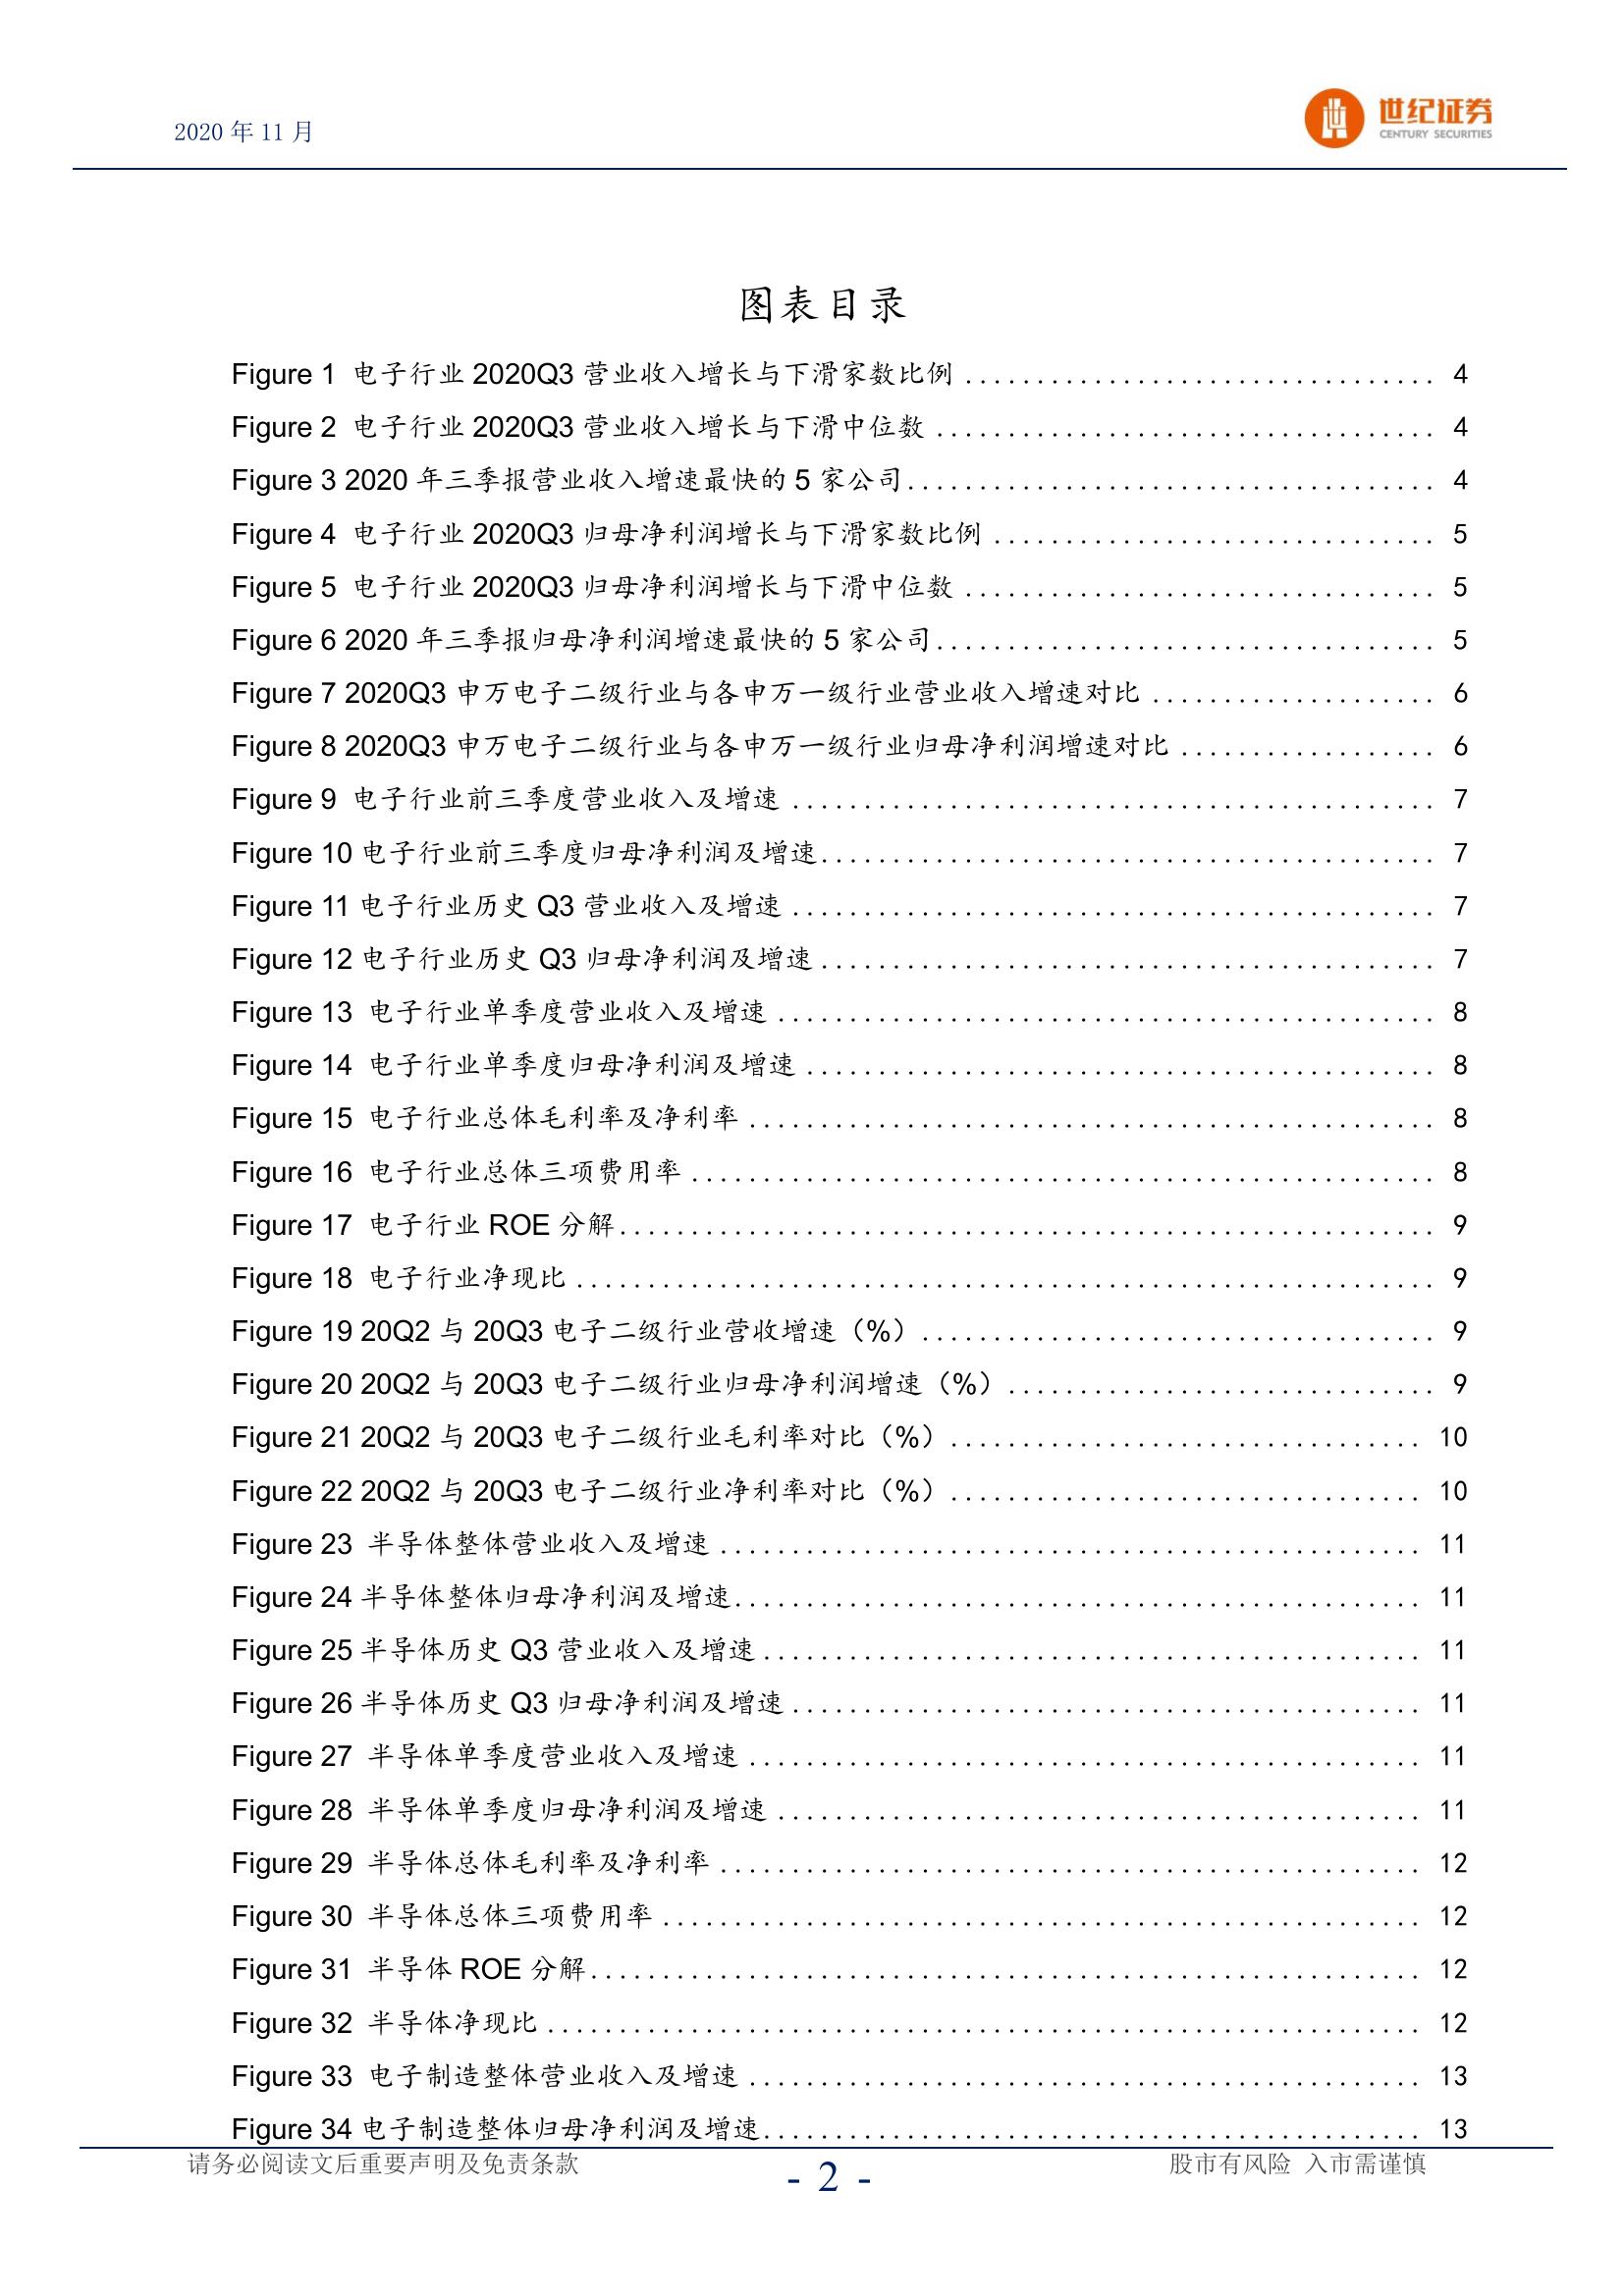 2020 年 11 月
世纪证券
CENTURY SECURITIES
图表目录
Figure 1 电子行业 2020Q3 营业收入增长与下滑家数比例 ................................ 4
Figure 2 电子行业 2020Q3 营业收入增长与下滑中位数 ................................ 4
Figure 3 2020 年三季报营业收入增速最快的 5 家公司................................ 4
Figure 4 电子行业 2020Q3 归母净利润增长与下滑家数比例 ................................ 5
Figure 5 电子行业 2020Q3 归母净利润增长与下滑中位数 ................................ 5
Figure 6 2020 年三季报归母净利润增速最快的 5 家公司................................ 5
Figure 7 2020Q3 申万电子二级行业与各申万一级行业营业收入增速对比 .................... 6
Figure 8 2020Q3 申万电子二级行业与各申万一级行业归母净利润增速对比 .................. 6
Figure 9 电子行业前三季度营业收入及增速 ............................................. 7
Figure 10 电子行业前三季度归母净利润及增速........................................... 7
Figure 11 电子行业历史 Q3 营业收入及增速 ............................................. 7
Figure 12 电子行业历史 Q3 归母净利润及增速 ........................................... 7
Figure 13 电子行业单季度营业收入及增速 .............................................. 8
Figure 14 电子行业单季度归母净利润及增速 ............................................ 8
Figure 15 电子行业总体毛利率及净利率 ................................................ 8
Figure 16 电子行业总体三项费用率 .................................................... 8
Figure 17 电子行业 ROE 分解......................................................... 9
Figure 18 电子行业净现比 ............................................................ 9
Figure 19 20Q2 与 20Q3 电子二级行业营收增速（%）.................................... 9
Figure 20 20Q2 与 20Q3 电子二级行业归母净利润增速（%）.............................. 9
Figure 21 20Q2 与 20Q3 电子二级行业毛利率对比（%）................................. 10
Figure 22 20Q2 与 20Q3 电子二级行业净利率对比（%）................................. 10
Figure 23 半导体整体营业收入及增速 ................................................. 11
Figure 24 半导体整体归母净利润及增速................................................ 11
Figure 25 半导体历史 Q3 营业收入及增速 .............................................. 11
Figure 26 半导体历史 Q3 归母净利润及增速 ............................................ 11
Figure 27 半导体单季度营业收入及增速 ............................................... 11
Figure 28 半导体单季度归母净利润及增速 ............................................. 11
Figure 29 半导体总体毛利率及净利率 ................................................. 12
Figure 30 半导体总体三项费用率 ..................................................... 12
Figure 31 半导体 ROE 分解.......................................................... 12
Figure 32 半导体净现比 ............................................................. 12
Figure 33 电子制造整体营业收入及增速 ............................................... 13
Figure 34 电子制造整体归母净利润及增速.............................................. 13
请务必阅读文后重要声明及免责条款
- 2 -
股市有风险 入市需谨慎